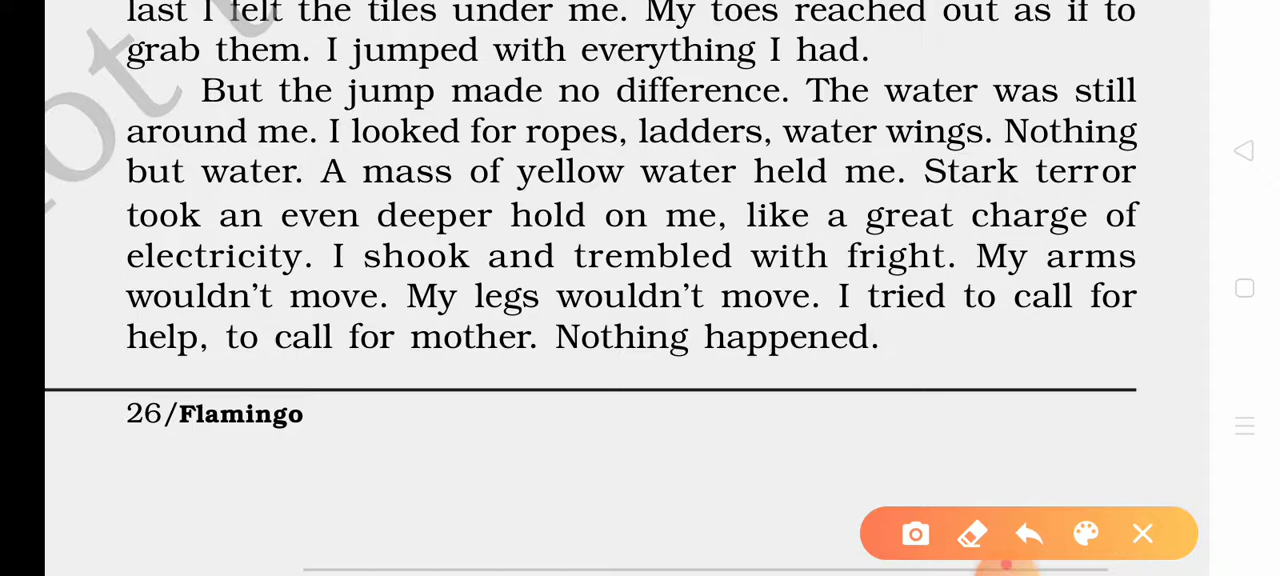 last I felt the tiles under me. My toes reached out as if to
grab them. I jumped with everything I had.
But the jump made no difference. The water was still
around me. I looked for ropes, ladders, water wings. Nothing
but water. A mass of yellow water held me. Stark terror
took an even deeper hold on me, like a great charge of
electricity. I shook and trembled with fright. My arms
wouldn't move. My legs wouldn't move. I tried to call for
help, to call for mother. Nothing happened.
26/Flamingo